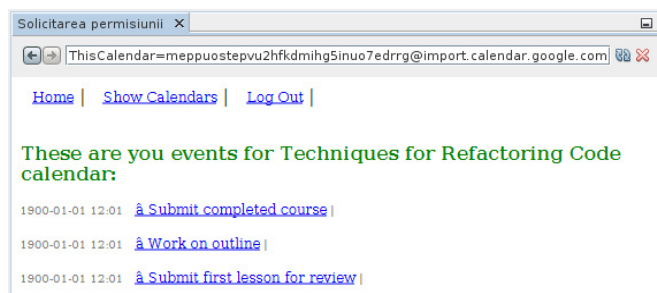 Solicitarea permisiunii
ThisCalendar=meppuostepvu2hfkdmihg5inuo7edrrg@import.calendar.google.com
Home | Show Calendars | Log Out |
These are you events for Techniques for Refactoring Code
calendar:
1900-01-01 12:01 â Submit completed course |
1900-01-01 12:01 â Work on outline |
1900-01-01 12:01 â Submit first lesson for review |